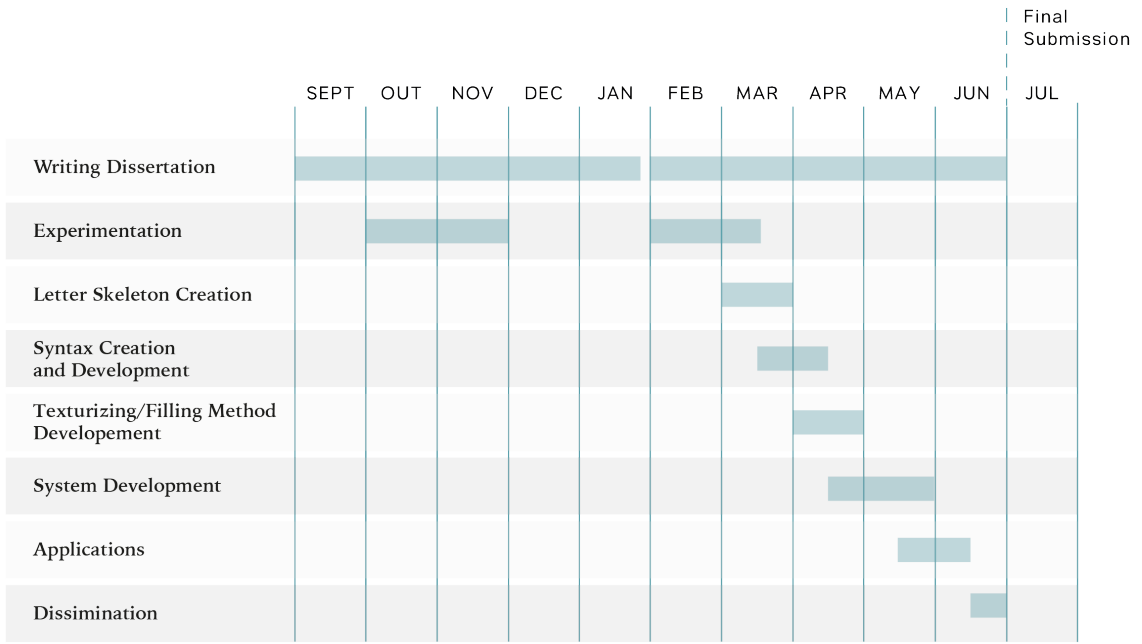 Final
Submission
SEPT OUT NOV DEC JAN FEB MAR APR MAY JUN JUL
Writing Dissertation
Experimentation
Letter Skeleton Creation
Syntax Creation
and Development
Texturizing/Filling Method
Developement
System Development
Applications
Dissimination